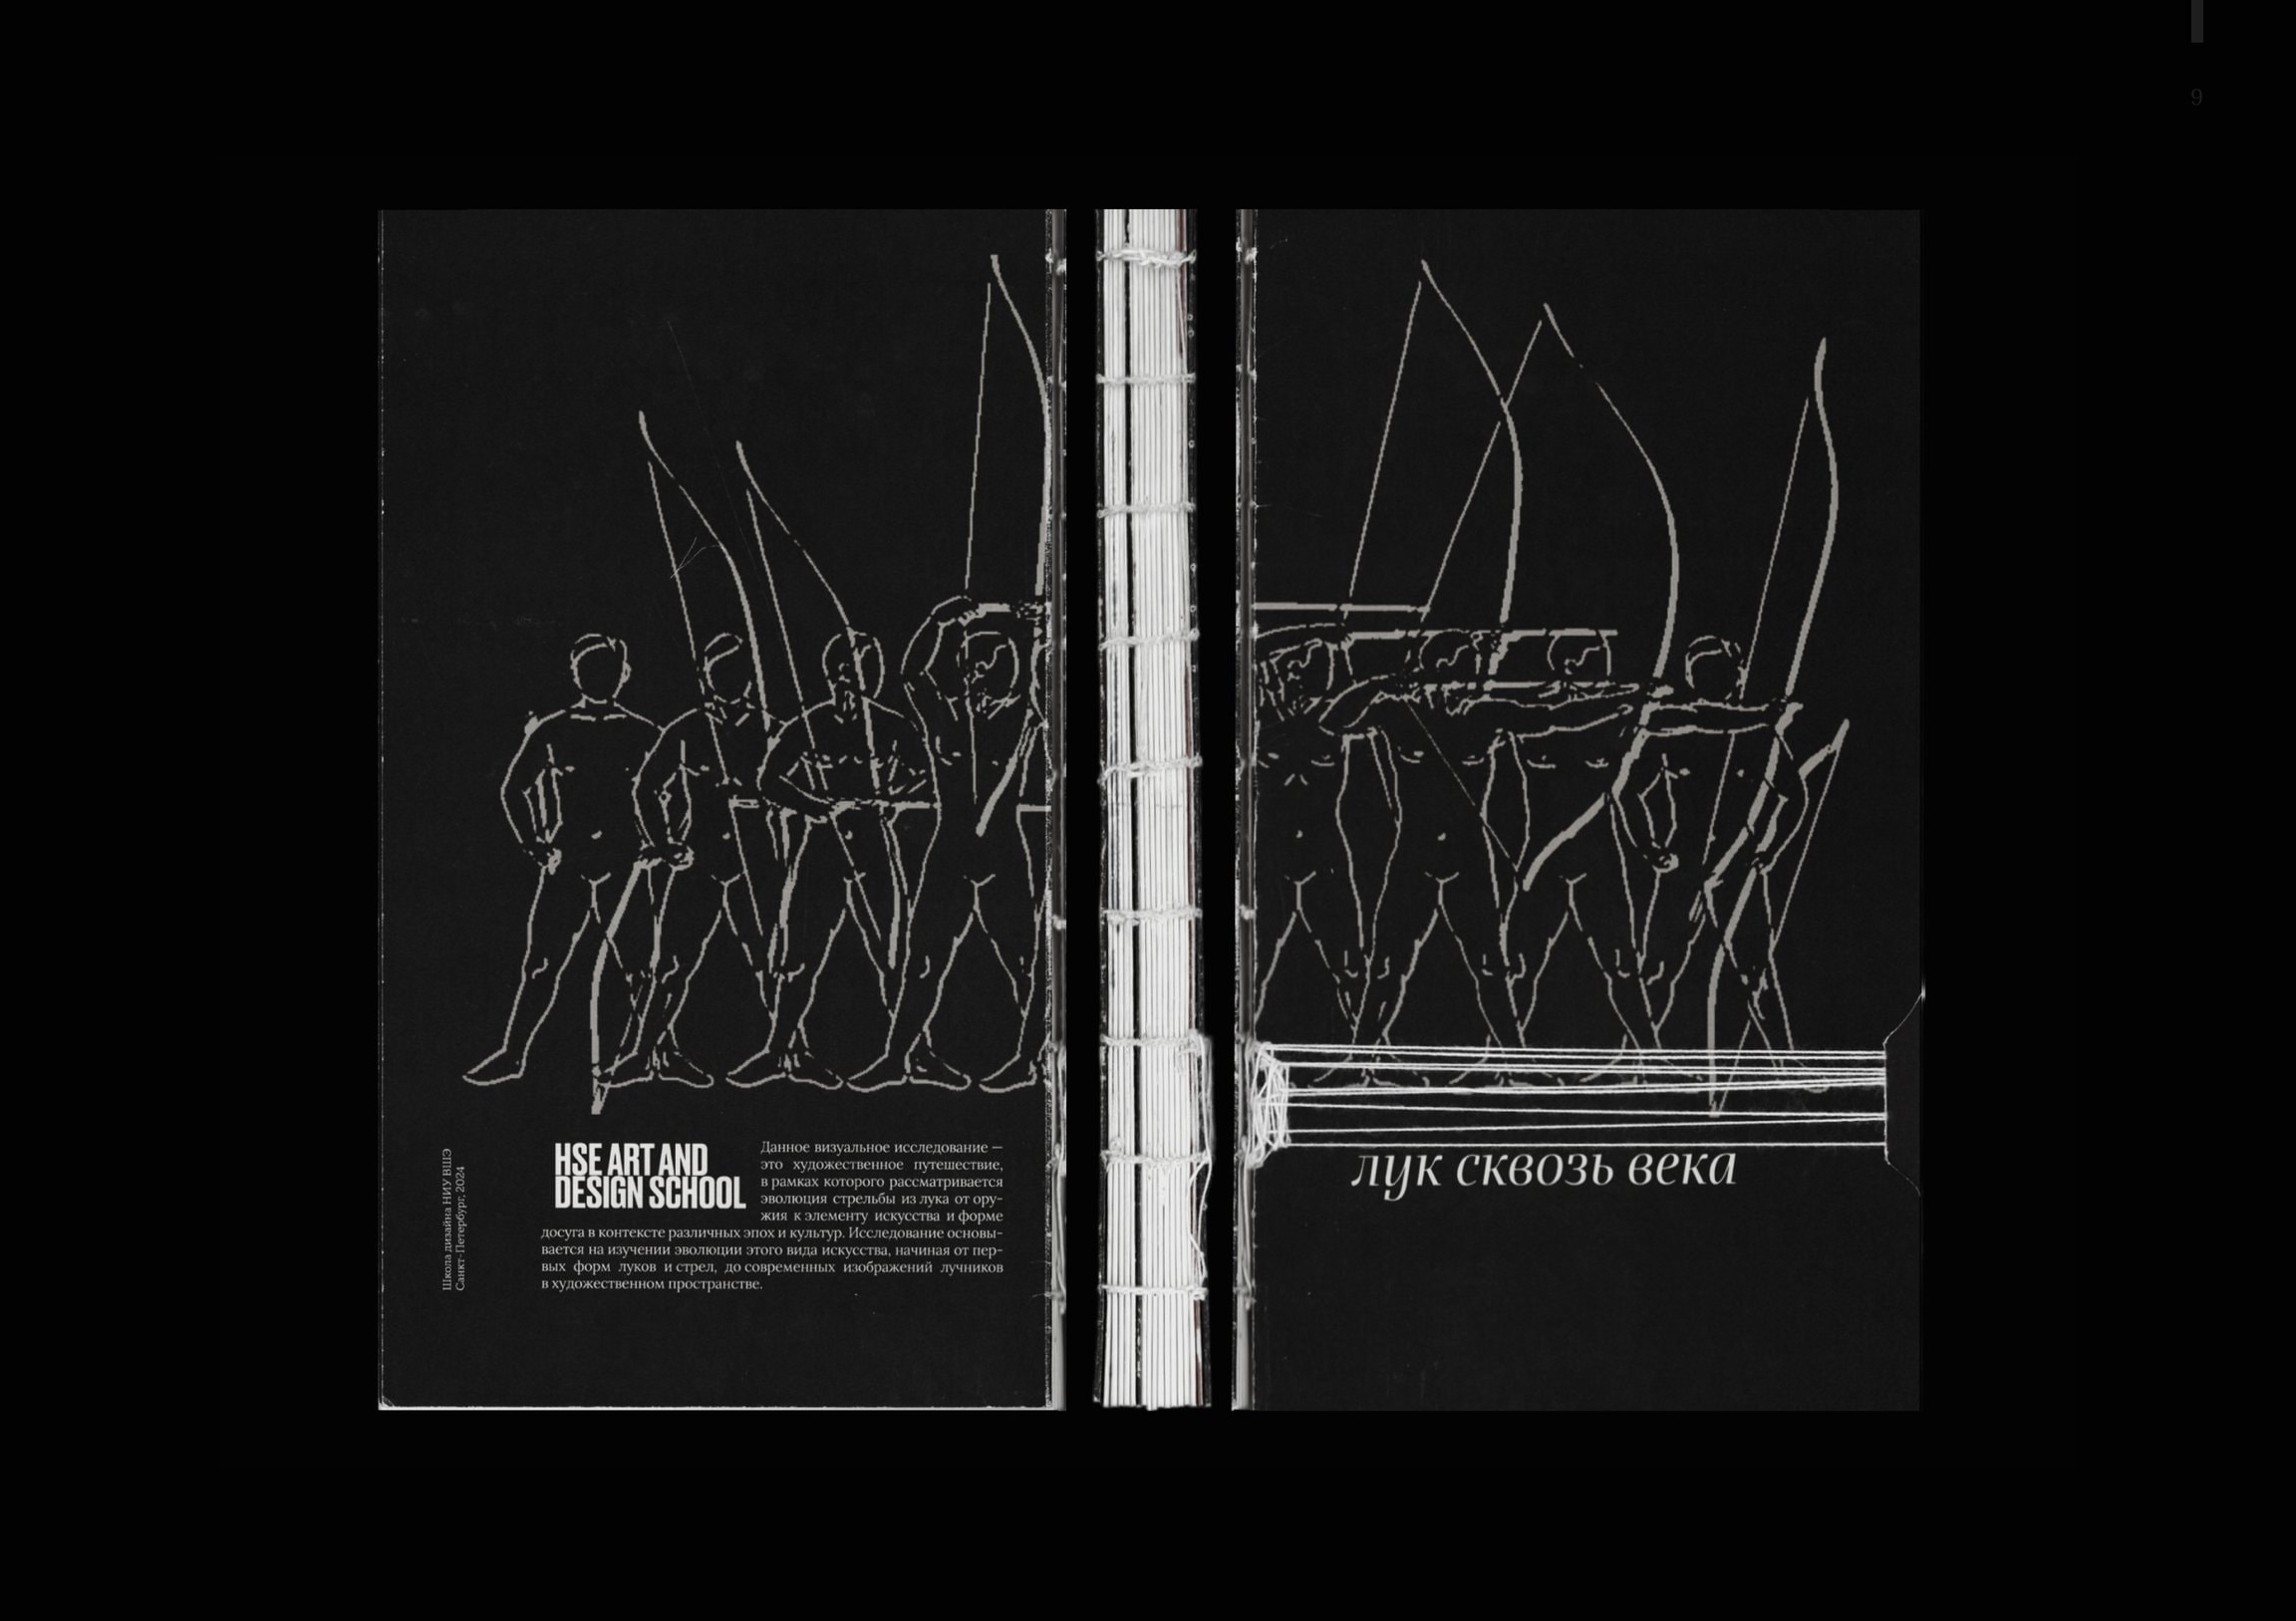 9
HSE ART AND
DESIGN SCHOOL
Данное визуальное исследование —
это художественное путешествие,
в рамках которого рассматривается
эволюция стрельбы из лука от ору-
жия к элементу искусства и форме
досуга в контексте различных эпох и культур. Исследование основы-
вается на изучении эволюции этого вида искусства, начиная от пер-
вых форм луков и стрел, до современных изображений лучников
в художественном пространстве.
Школа дизайна НИУ ВШЭ
Санкт-Петербург, 2024
лук сквозь века